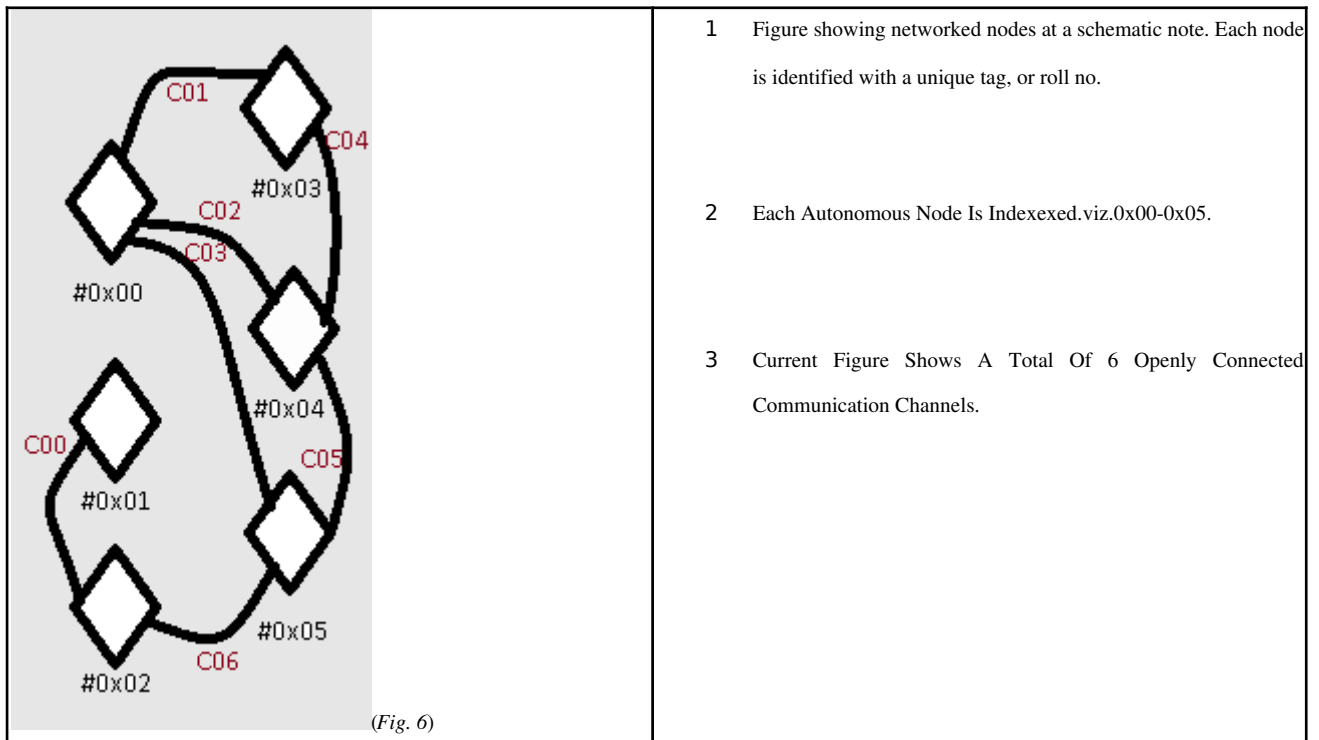 C01
C04
#0x03
C02
C03
#0x00
#0x04
C00
C05
#0x01
#0x05
C06
#0x02
(Fig. 6)
1 Figure showing networked nodes at a schematic note. Each node
is identified with a unique tag, or roll no.
2 Each Autonomous Node Is Indexexed.viz.0x00-0x05.
3 Current Figure Shows A Total Of 6 Openly Connected
Communication Channels.